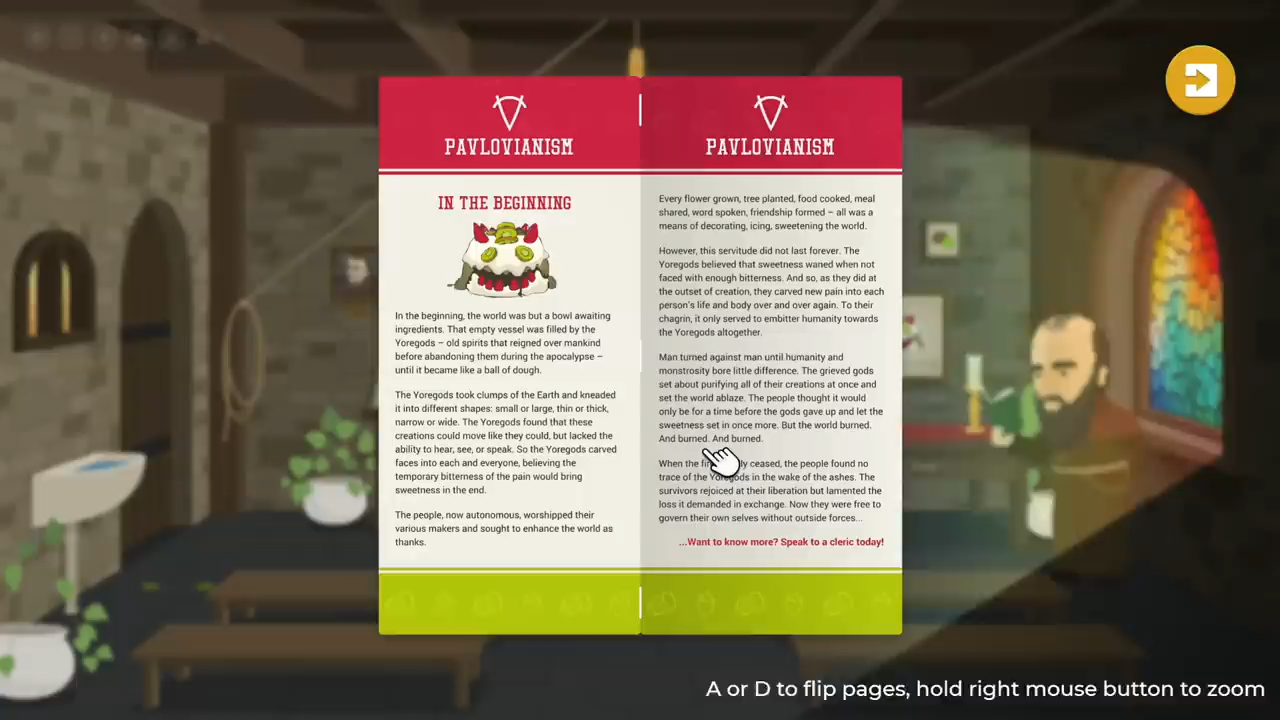 PAVLOVIANISM
IN THE BEGINNING
In the beginning, the world was but a bowl awaiting
ingredients. That empty vessel was filled by the
Yoregods – old spirits that reigned over mankind
before abandoning them during the apocalypse –
until it became like a ball of dough.
The Yoregods took clumps of the Earth and kneaded
it into different shapes: small or large, thin or thick,
narrow or wide. The Yoregods found that these
creations could move like they could, but lacked the
ability to hear, see, or speak. So the Yoregods carved
faces into each and everyone, believing the
temporary bitterness of the pain would bring
sweetness in the end.
The people, now autonomous, worshipped their
various makers and sought to enhance the world as
thanks.
PAVLOVIANISM
Every flower grown, tree planted, food cooked, meal
shared, word spoken, friendship formed – all was a
means of decorating, icing, sweetening the world.
However, this servitude did not last forever. The
Yoregods believed that sweetness waned when not
faced with enough bitterness. And so, as they did at
the outset of creation, they carved new pain into each
person's life and body over and over again. To their
chagrin, it only served to embitter humanity towards
the Yoregods altogether.
Man turned against man until humanity and
monstrosity bore little difference. The grieved gods
set about purifying all of their creations at once and
set the world ablaze. The people thought it would
only be for a time before the gods gave up and let the
sweetness set in once more. But the world burned.
And burned. And burned.
When the ceased, the people found no
trace of the Yoregods in the wake of the ashes. The
survivors rejoiced at their liberation but lamented the
loss it demanded in exchange. Now they were free to
govern their own selves without outside forces...
...Want to know more? Speak to a cleric today!
A or D to flip pages, hold right mouse button to zoom